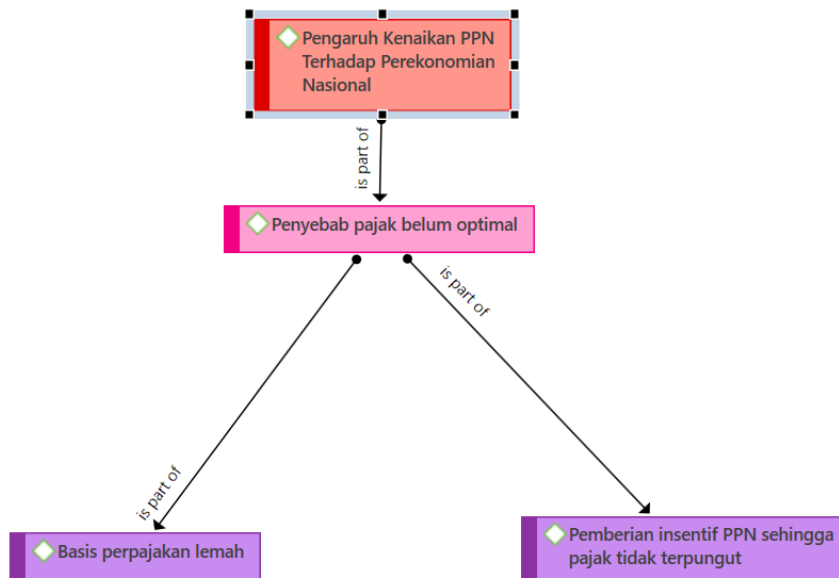 Pengaruh Kenaikan PPN
Terhadap Perekonomian
Nasional
is part of
Penyebab pajak belum optimal
is part of
is part of
Basis perpajakan lemah
Pemberian insentif PPN sehingga
pajak tidak terpungut